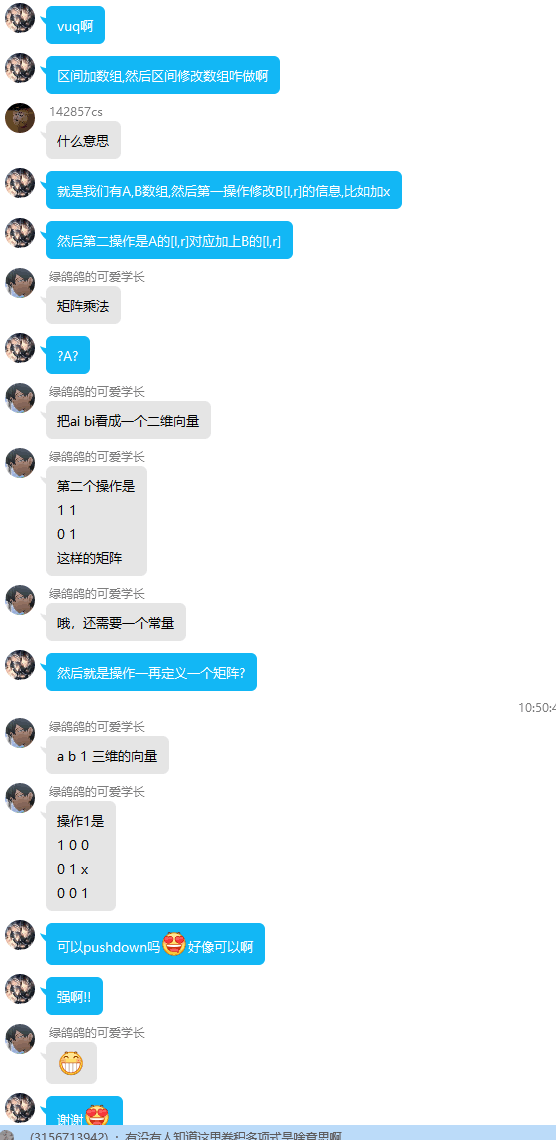 vuq啊
区间加数组,然后区间修改数组咋做啊
142857cs
什么意思
就是我们有A,B数组,然后第一操作修改B[l,r]的信息,比如加x
然后第二操作是A的[l,r]对应加上B的[l,r]
绿鸽鸽的可爱学长
矩阵乘法
?A?
绿鸽鸽的可爱学长
把ai bi看成一个二维向量
绿鸽鸽的可爱学长
第二个操作是
1 1
0 1
这样的矩阵
绿鸽鸽的可爱学长
哦，还需要一个常量
然后就是操作一再定义一个矩阵?
10:50:4
绿鸽鸽的可爱学长
a b 1 三维的向量
绿鸽鸽的可爱学长
操作1是
1 0 0
0 1 x
0 0 1
可以pushdown吗😍好像可以啊
强啊!!
绿鸽鸽的可爱学长
😁
谢谢😍
(3156713942) ：有没有人知道这里卷积多项式是啥意思啊